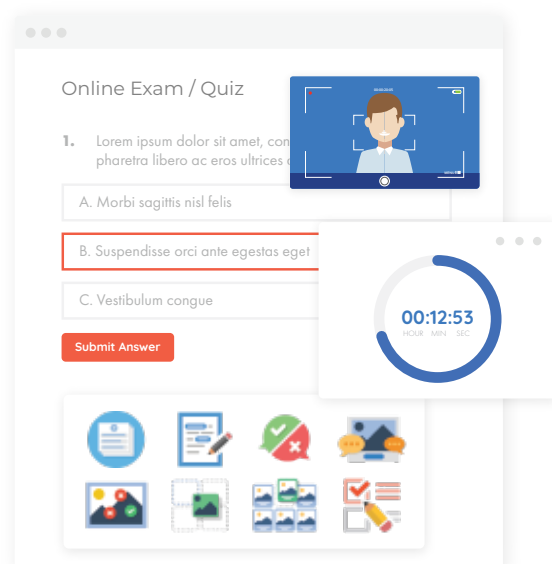 Online Exam / Quiz
1. Lorem ipsum dolor sit amet, con
pharetra libero ac eros ultrices
A. Morbi sagittis nisl felis
B. Suspendisse orci ante egestas eget
C. Vestibulum congue
Submit Answer
00:12:53
HOUR MIN SEC